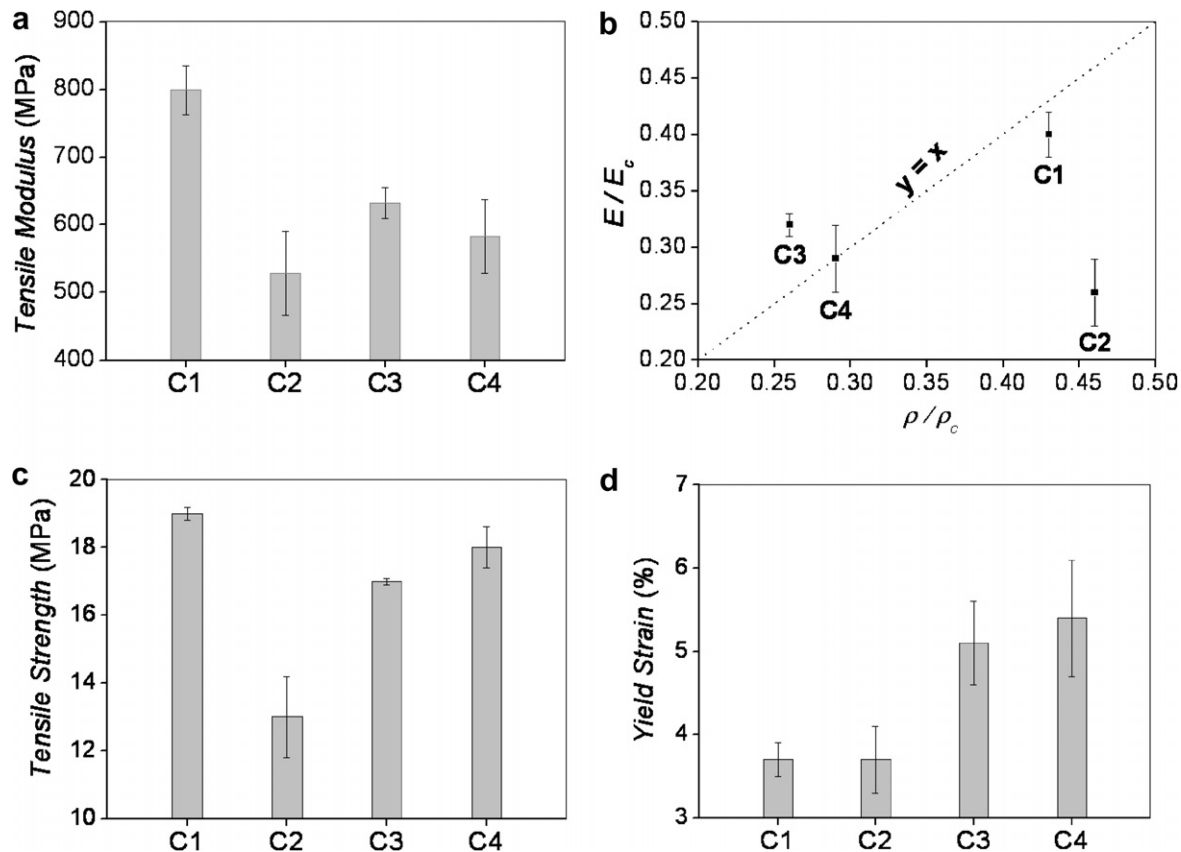 a
Tensile Modulus (MPa)
900
800
700
600
500
400
C1 C2 C3 C4
b
E / E_c
0.50
0.45
0.40
0.35
0.30
0.25
0.20
y = x
C1
C3
C4
C2
0.20 0.25 0.30 0.35 0.40 0.45 0.50
ρ / ρ_c
c
Tensile Strength (MPa)
20
18
16
14
12
10
C1 C2 C3 C4
d
Yield Strain (%)
7
6
5
4
3
C1 C2 C3 C4